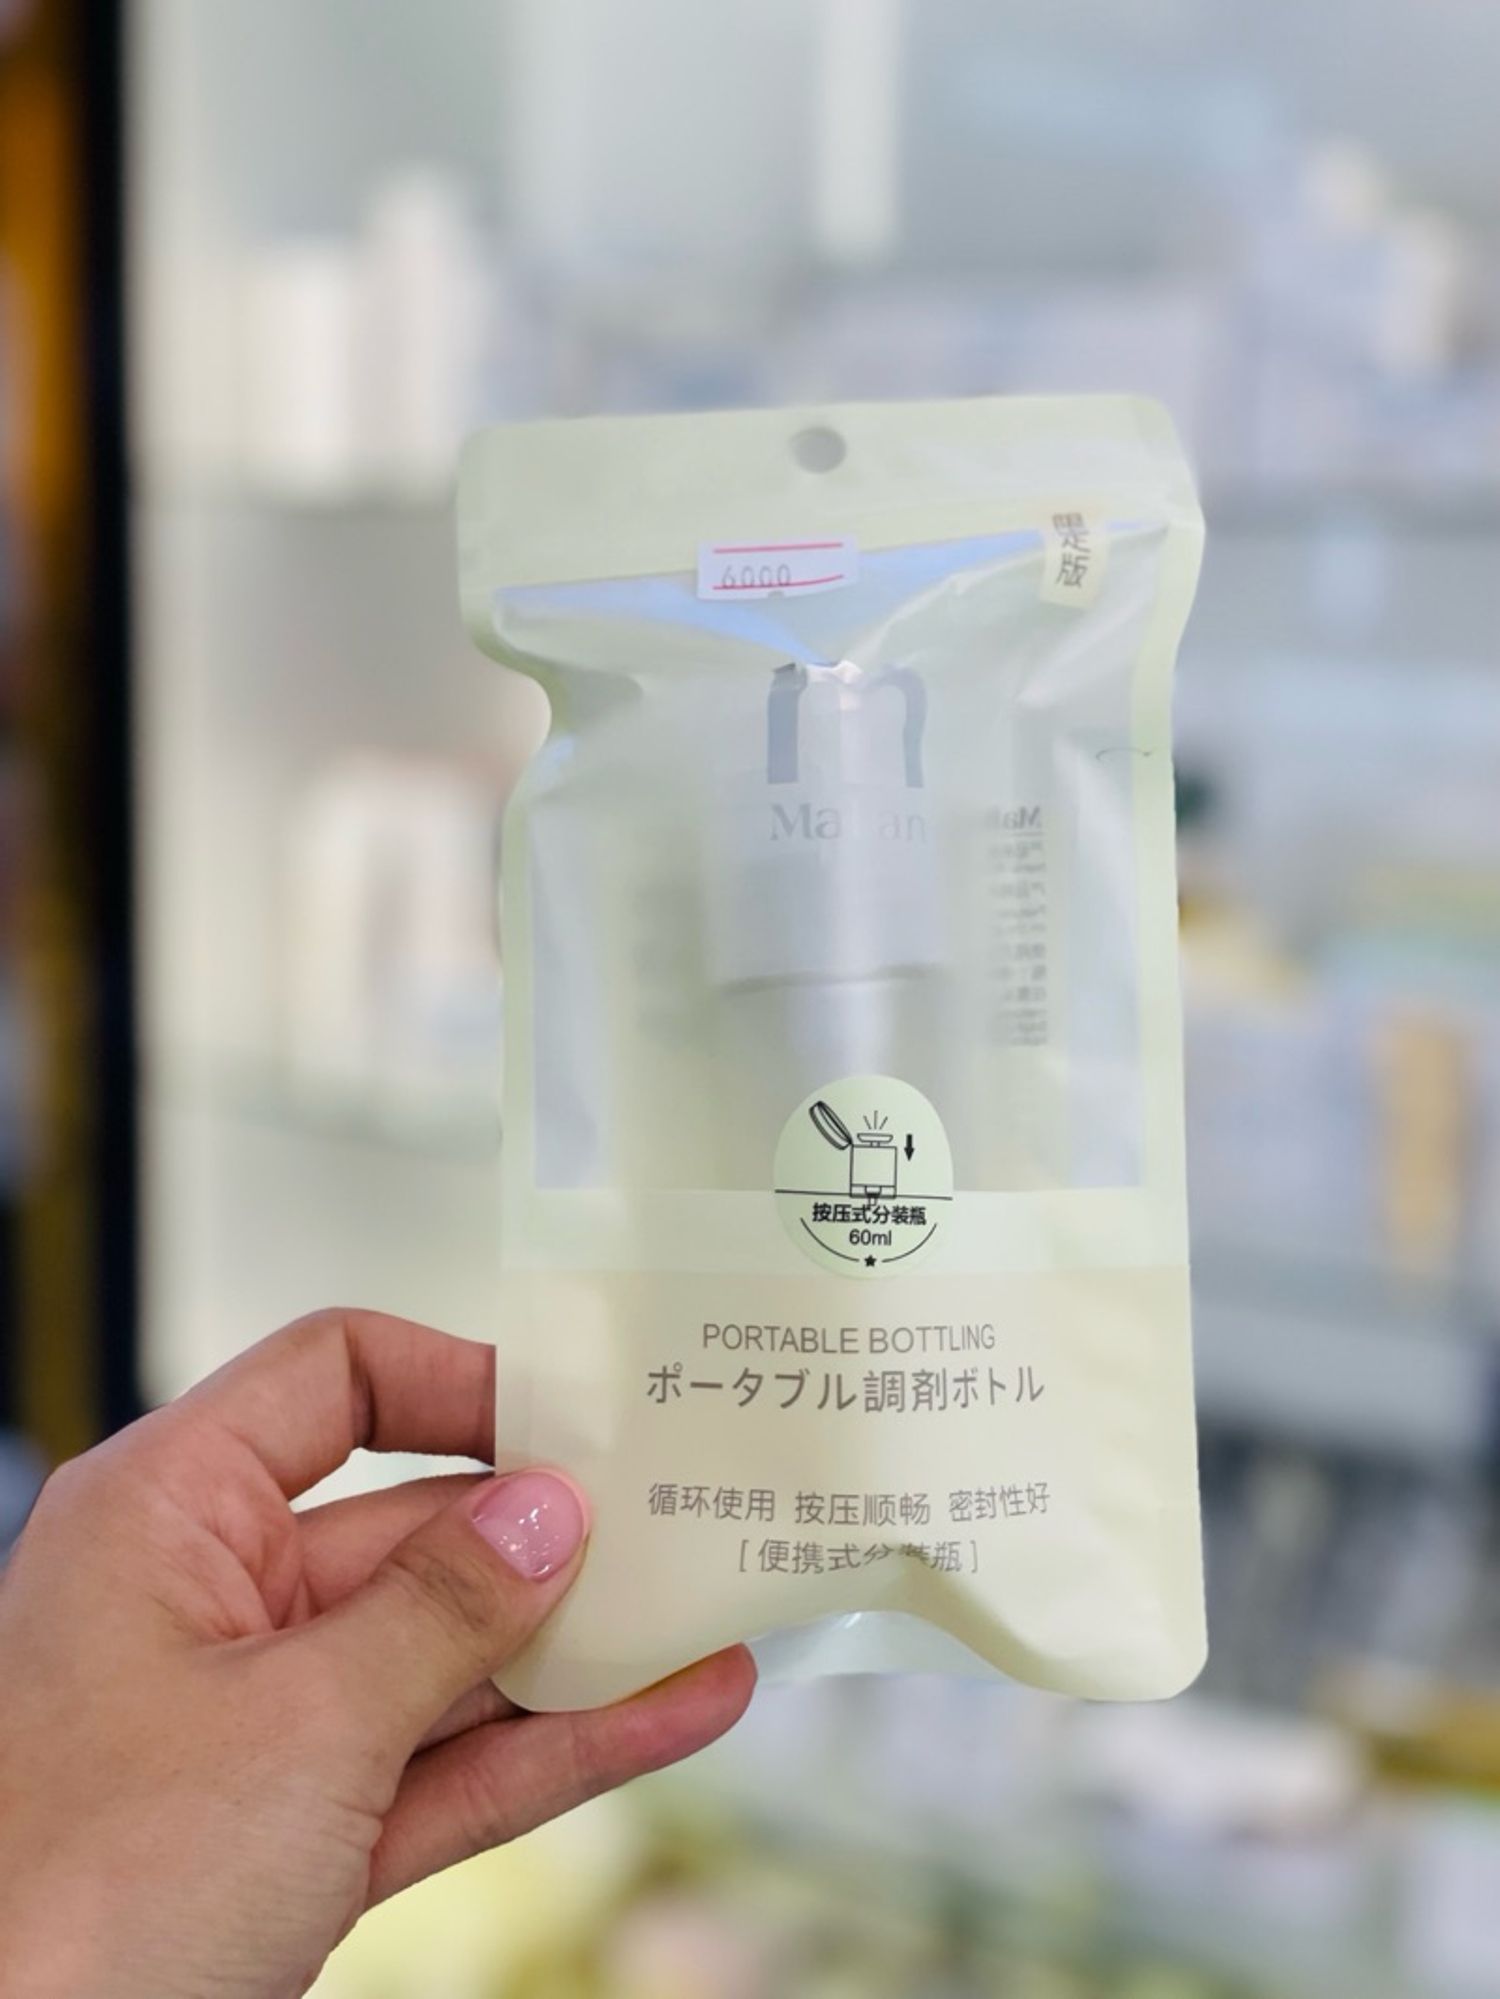 6000
限定版
m
按压式分装瓶
60ml
PORTABLE BOTTLING
ポータブル調剤ボトル
循环使用 按压顺畅 密封性好
[ 便携式分装瓶 ]